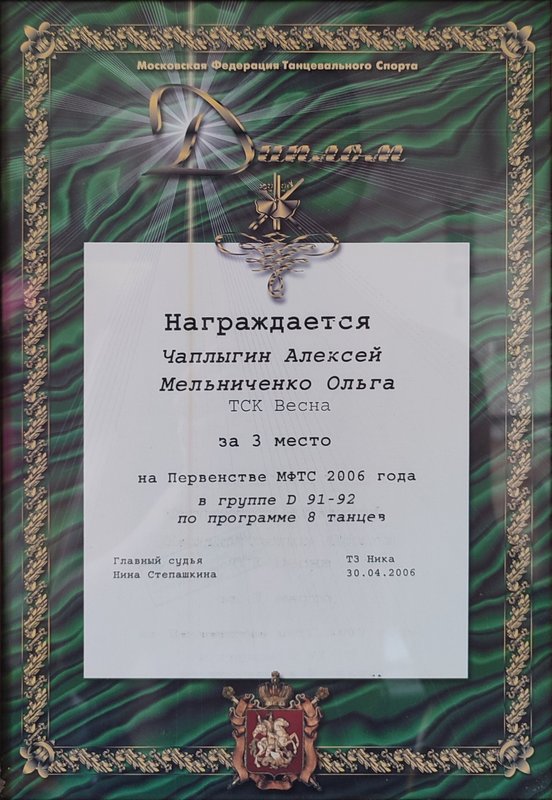 Московская Федерация Танцевального Спорта
Диплом
Награждается
Чаплыгин Алексей
Мельниченко Ольга
ТСК Весна
за 3 место
на Первенстве МФТС 2006 года
в группе D 91-92
по программе 8 танцев
Главный судья
Нина Степашкина
ТЗ Ника
30.04.2006